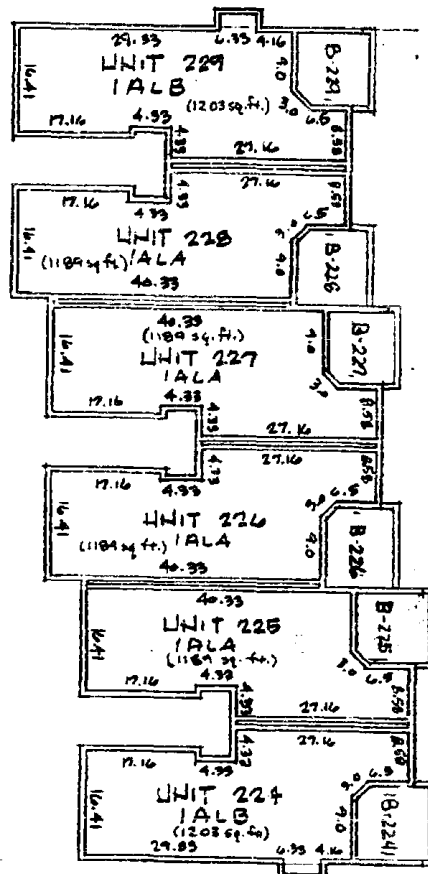 29.33 6.33 4.16
UNIT 229
1ALB
(1203 sq.ft.)
16.41
9.0
B-229
3.0 6.5
17.16
4.33
4.33
8.58
27.16
4.33
27.16
8.58
17.16
4.33
16.41
UNIT 228
(1189 sq ft.) 1ALA
6.5
9.0
B-228
40.33
40.33
(1189 sq. ft.)
UNIT 227
1ALA
16.41
9.0
B-227
3.0
17.16
4.33
4.33
8.58
27.16
4.33
27.16
8.58
17.16
4.33
16.41
UNIT 226
(1189 sq ft.) 1ALA
6.5
9.0
B-226
40.33
40.33
UNIT 225
1ALA
(1189 sq. ft.)
16.41
B-225
3.0 6.5
17.16
4.33
4.33
8.58
27.16
4.33
27.16
8.58
17.16
4.33
16.41
UNIT 224
1ALB
(1203 sq.ft)
3.0 6.5
9.0
B-224
29.83 6.33 4.16